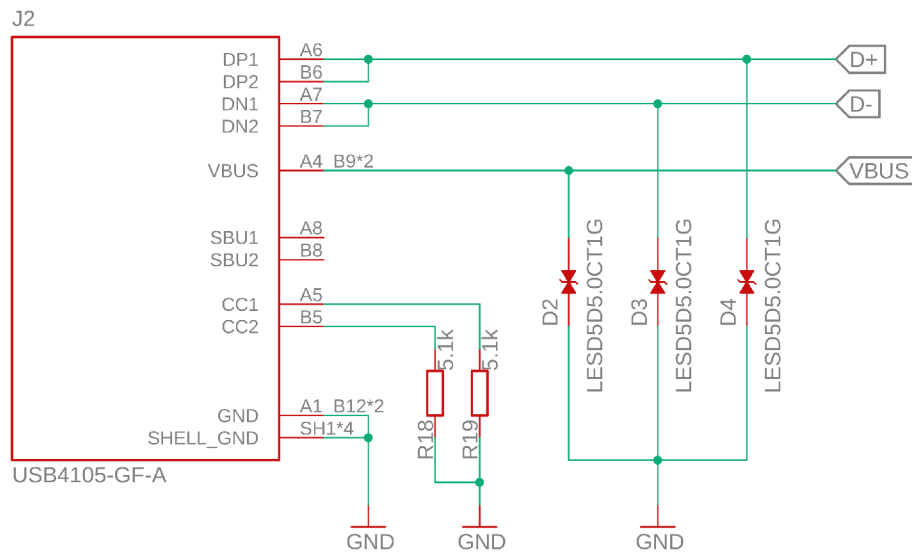 J2
DP1 A6
DP2 B6
DN1 A7
DN2 B7
VBUS A4 B9*2
SBU1 A8
SBU2 B8
CC1 A5
CC2 B5
GND A1 B12*2
SHELL_GND SH1*4
USB4105-GF-A
D+
D-
VBUS
5.1k
R18
5.1k
R19
D2
LESD5D5.0CT1G
D3
LESD5D5.0CT1G
D4
LESD5D5.0CT1G
GND
GND
GND